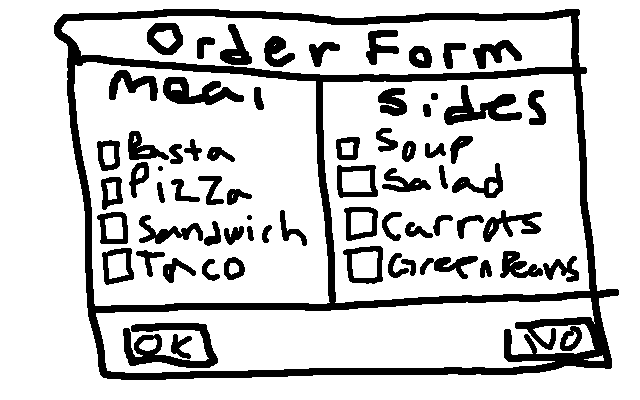 Order Form
Meal
Pasta
Pizza
Sandwich
Taco
Sides
Soup
Salad
Carrots
Green Beans
OK
NO